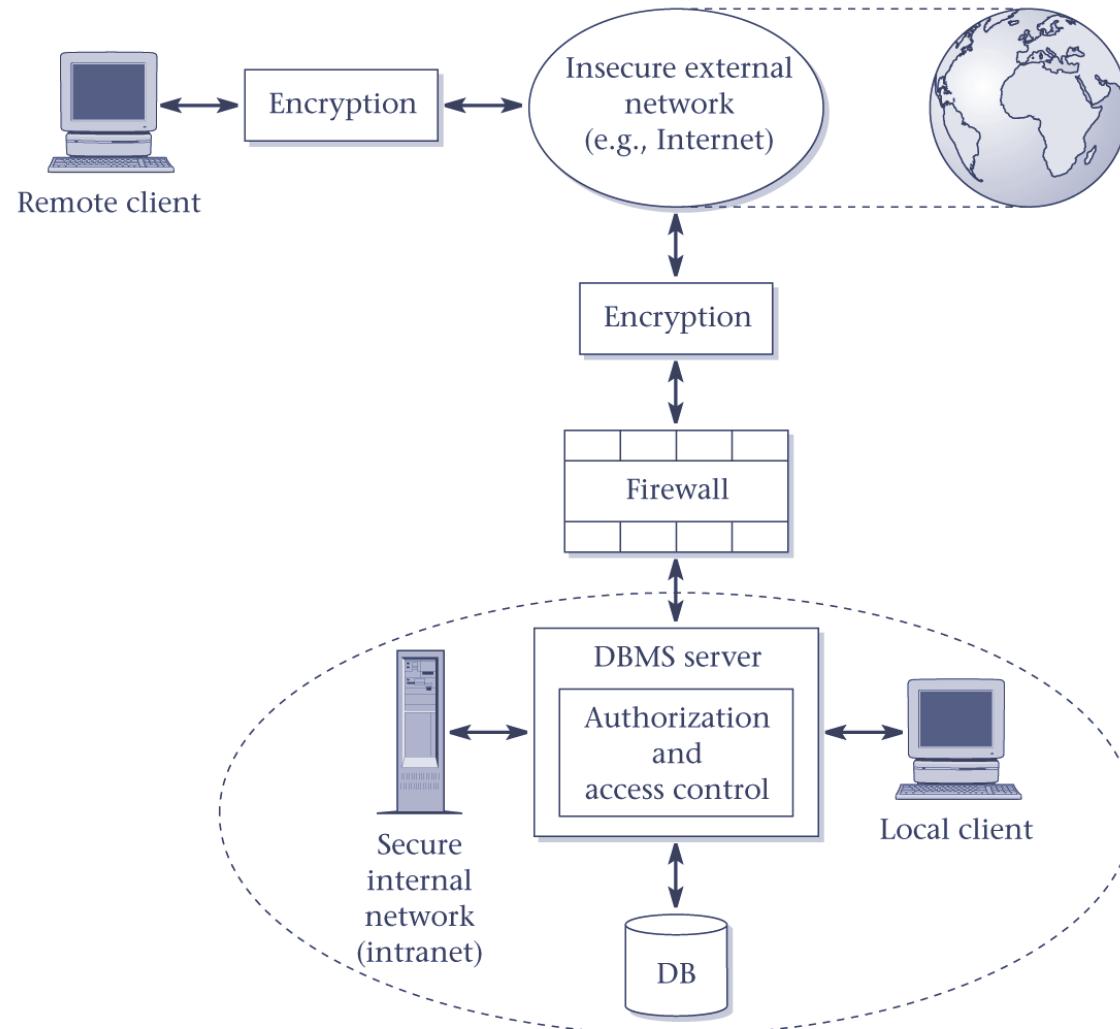 Remote client
Encryption
Insecure external
network
(e.g., Internet)
Encryption
Firewall
DBMS server
Authorization
and
access control
Secure
internal
network
(intranet)
Local client
DB